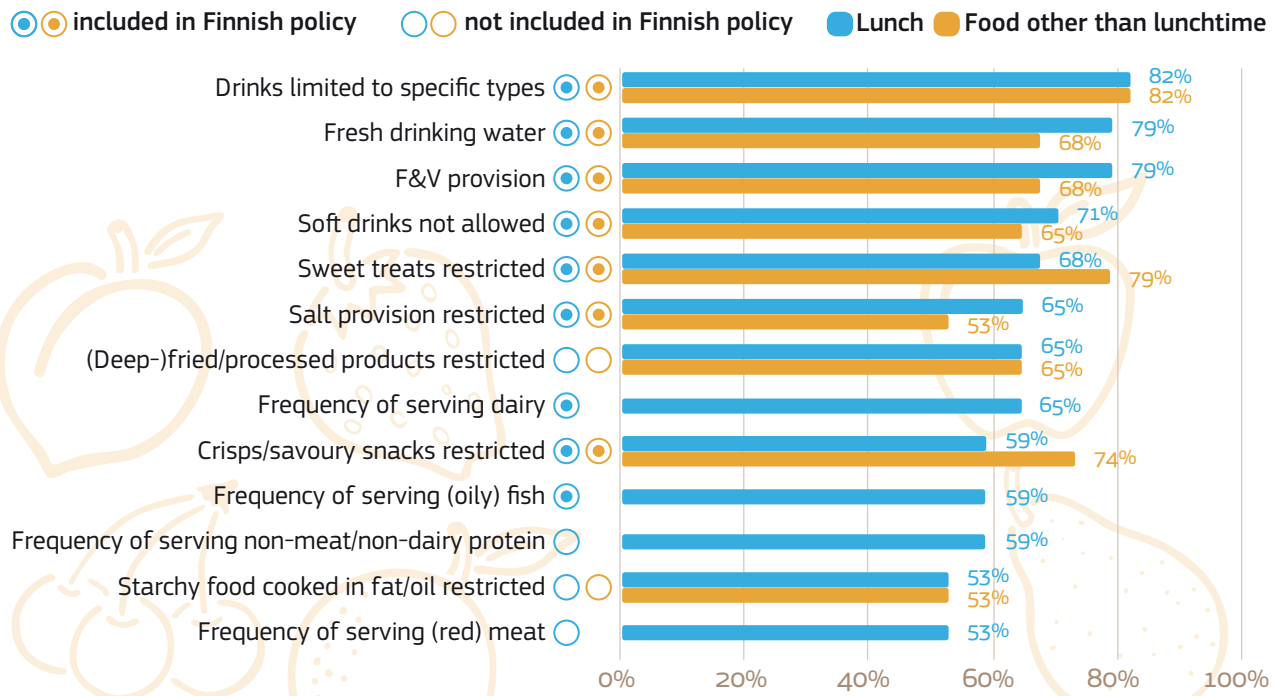 included in Finnish policy not included in Finnish policy Lunch Food other than lunchtime
Drinks limited to specific types 82%
82%
Fresh drinking water 79%
68%
F&V provision 79%
68%
Soft drinks not allowed 71%
65%
Sweet treats restricted 68%
79%
Salt provision restricted 65%
53%
(Deep-)fried/processed products restricted 65%
65%
Frequency of serving dairy 65%
Crisps/savoury snacks restricted 59%
74%
Frequency of serving (oily) fish 59%
Frequency of serving non-meat/non-dairy protein 59%
Starchy food cooked in fat/oil restricted 53%
53%
Frequency of serving (red) meat 53%
0% 20% 40% 60% 80% 100%